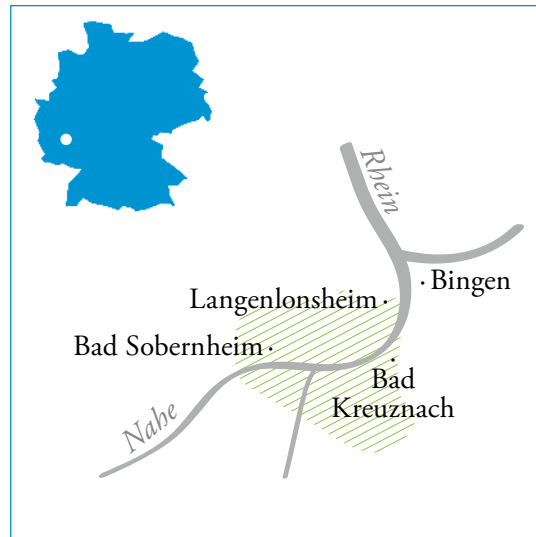 Rhein
Bingen
Langenlonsheim
Bad Sobernheim
Bad
Kreuznach
Nahe